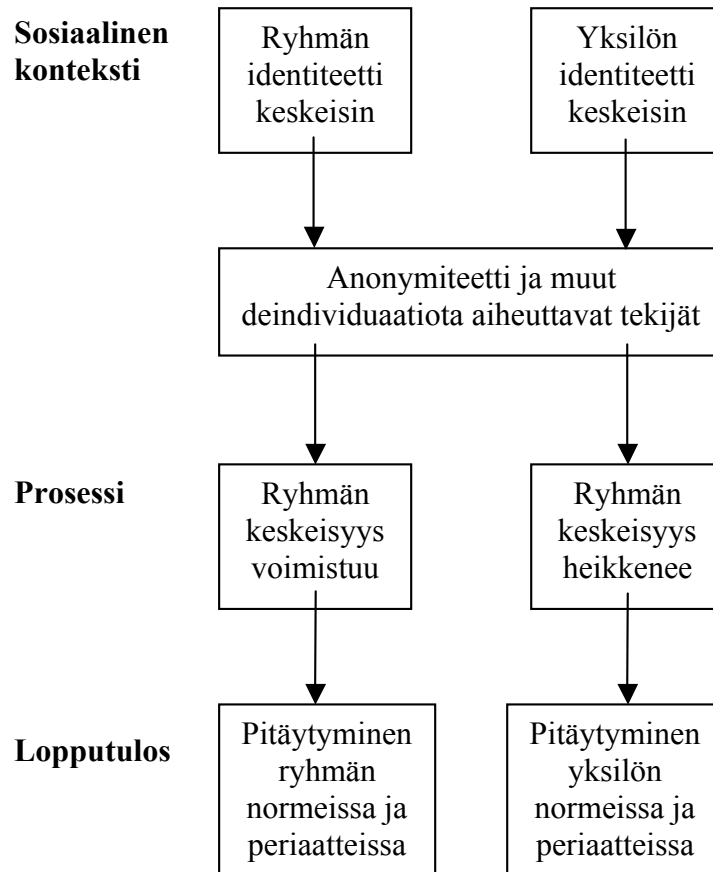 Sosiaalinen
konteksti
Ryhmän
identiteetti
keskeisin
Yksilön
identiteetti
keskeisin
Anonymiteetti ja muut
deindividuaatiota aiheuttavat tekijät
Prosessi
Ryhmän
keskeisyys
voimistuu
Ryhmän
keskeisyys
heikkenee
Lopputulos
Pitäytyminen
ryhmän
normeissa ja
periaatteissa
Pitäytyminen
yksilön
normeissa ja
periaatteissa